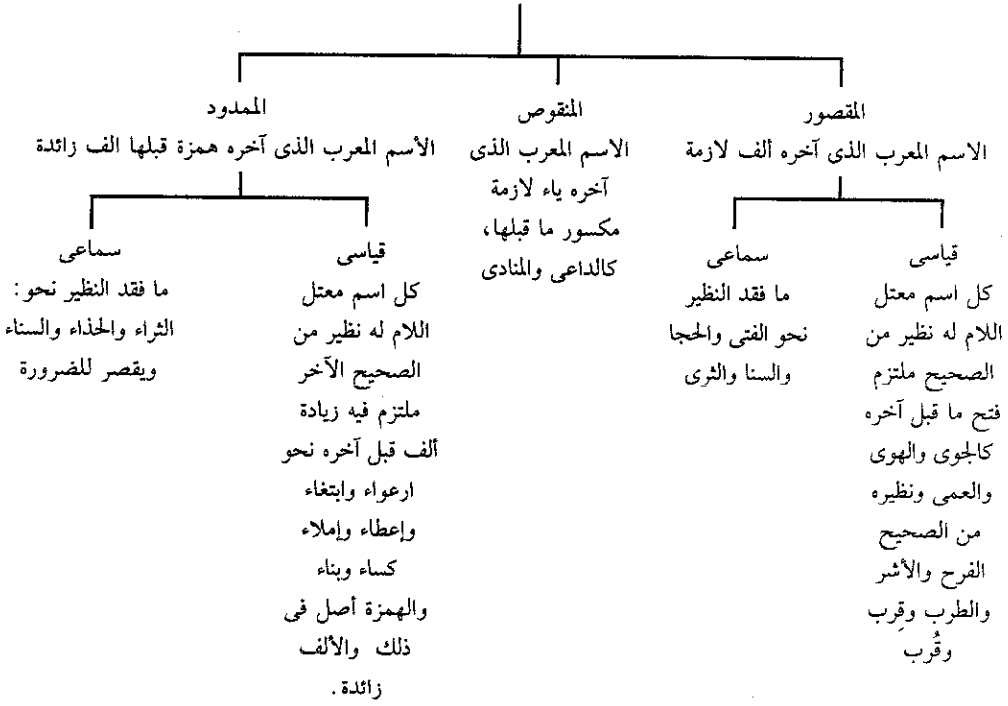 المقصور
الاسم المعرب الذى آخره ألف لازمة
قياسى
كل اسم معتل
اللام له نظير من
الصحيح ملتزم
فتح ما قبل آخره
كالجوى والهوى
والعمى ونظيره
من الصحيح
الفرح والأشر
والطرب وقِرب
وقُرب
سماعى
ما فقد النظير
نحو الفتى والحجا
والسنا والثرى
المنقوص
الاسم المعرب الذى
آخره ياء لازمة
مكسور ما قبلها،
كالداعى والمنادى
الممدود
الأسم المعرب الذى آخره همزة قبلها الف زائدة
قياسى
كل اسم معتل
اللام له نظير من
الصحيح الآخر
ملتزم فيه زيادة
ألف قبل آخره نحو
ارعواء وابتغاء
وإعطاء وإملاء
كساء وبناء
والهمزة أصل فى
ذلك والألف
زائدة .
سماعى
ما فقد النظير نحو :
الثراء والحذاء والسناء
ويقصر للضرورة